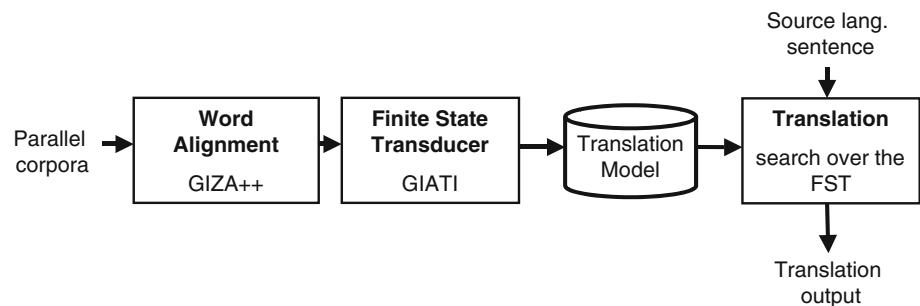 Parallel
corpora
Word
Alignment
GIZA++
Finite State
Transducer
GIATI
Translation
Model
Source lang.
sentence
Translation
search over the
FST
Translation
output